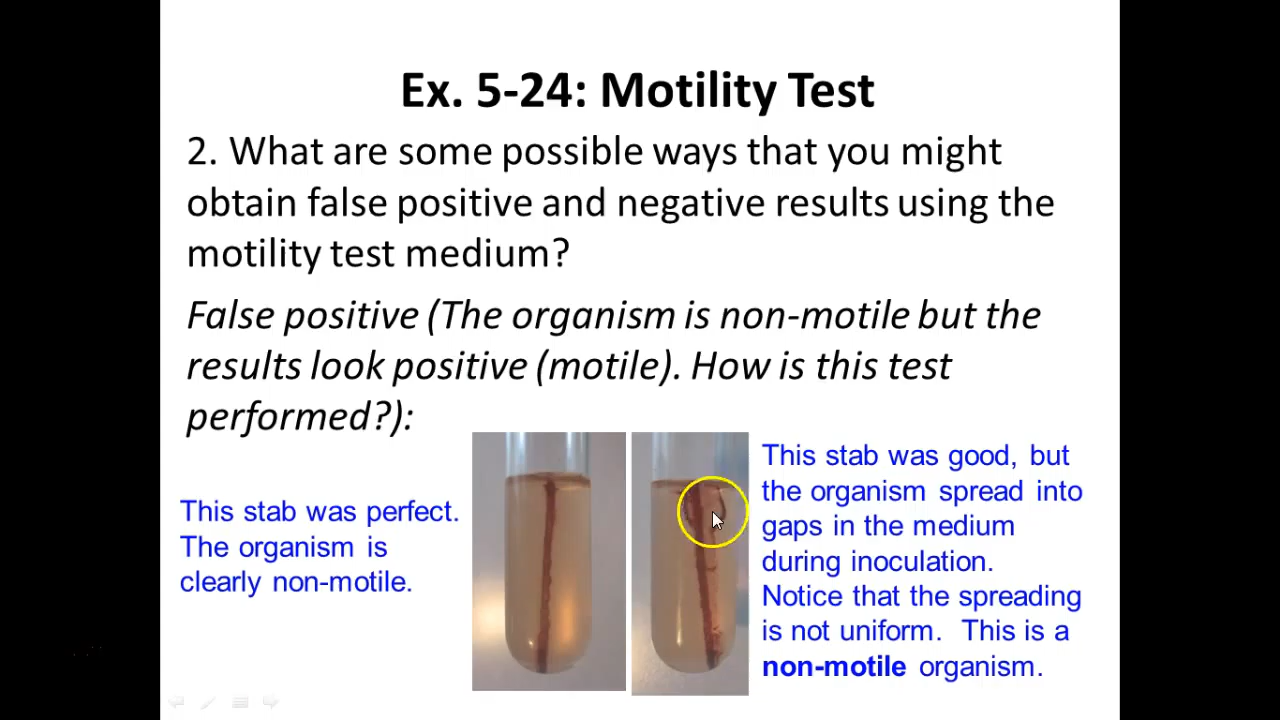 Ex. 5-24: Motility Test
2. What are some possible ways that you might
obtain false positive and negative results using the
motility test medium?
False positive (The organism is non-motile but the
results look positive (motile). How is this test
performed?):
This stab was perfect.
The organism is
clearly non-motile.
This stab was good, but
the organism spread into
gaps in the medium
during inoculation.
Notice that the spreading
is not uniform. This is a
non-motile organism.